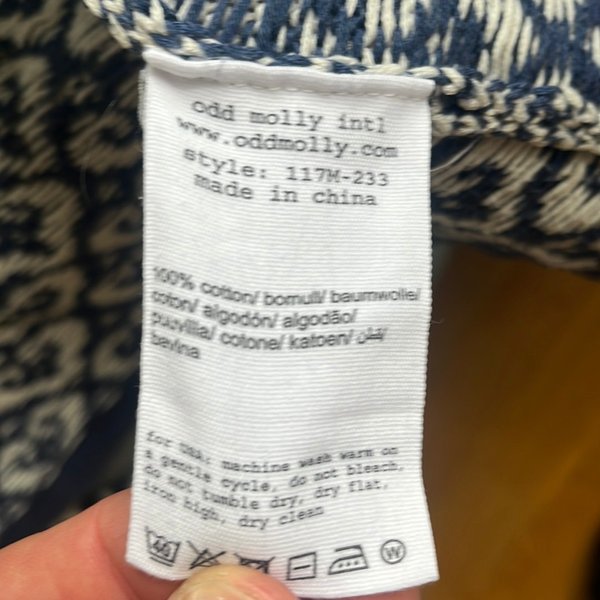 odd molly intl
www.oddmolly.com
style: 117M-233
made in china
100% cotton/ bomull/ baumwolle/
coton/ algodón/ algodão/
puuvilla/ cotone/ katoen/ قطن/
bavlna
for USA: machine wash warm on
a gentle cycle, do not bleach,
do not tumble dry, dry flat,
iron high, dry clean
40 W